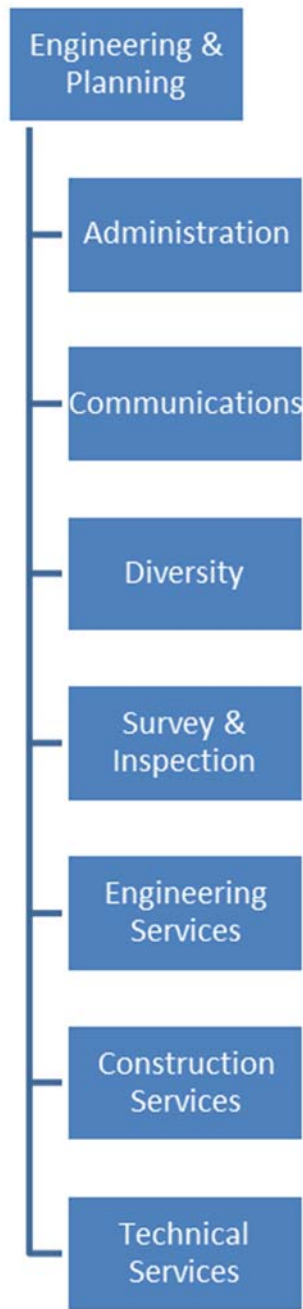 Engineering &
Planning
Administration
Communications
Diversity
Survey &
Inspection
Engineering
Services
Construction
Services
Technical
Services